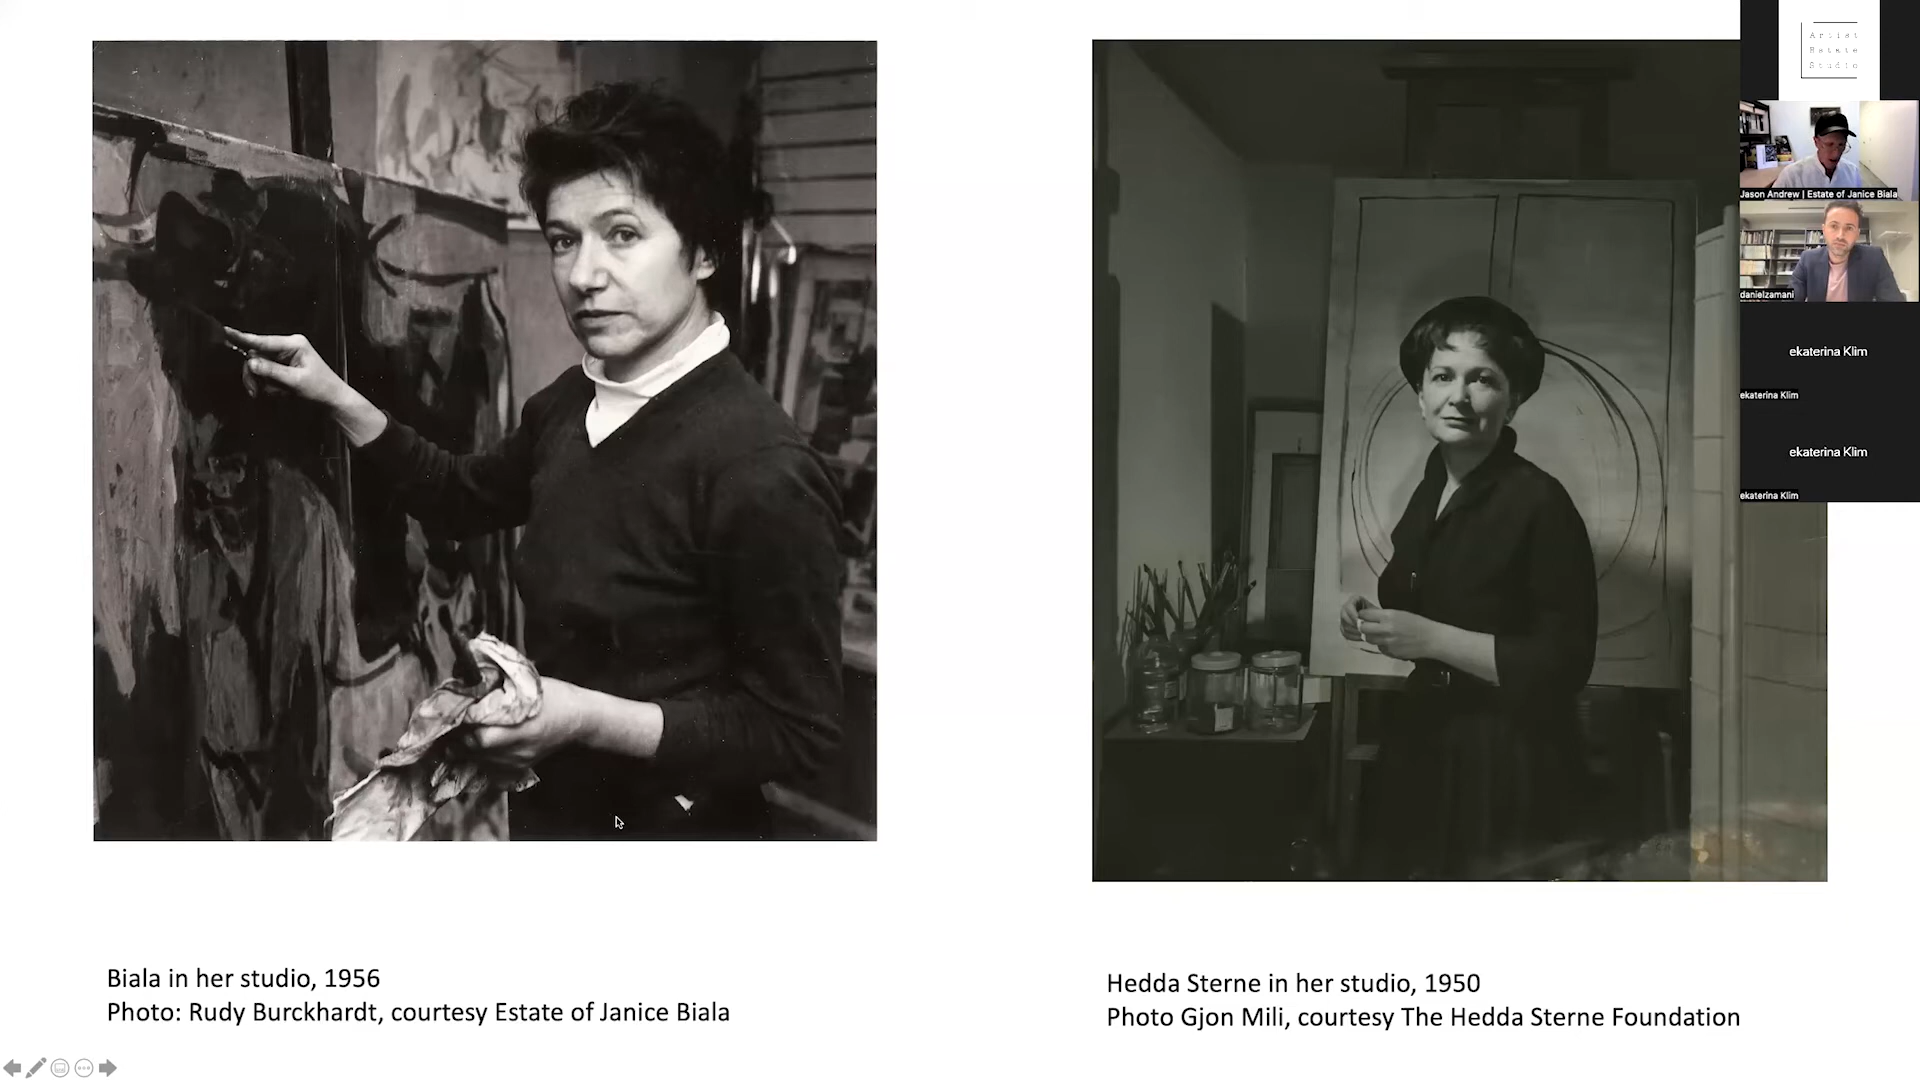 Artist
Estate
Studio
Jason Andrew | Estate of Janice Biala
danielzamani
ekaterina Klim
ekaterina Klim
ekaterina Klim
ekaterina Klim
Biala in her studio, 1956
Photo: Rudy Burckhardt, courtesy Estate of Janice Biala
Hedda Sterne in her studio, 1950
Photo Gjon Mili, courtesy The Hedda Sterne Foundation